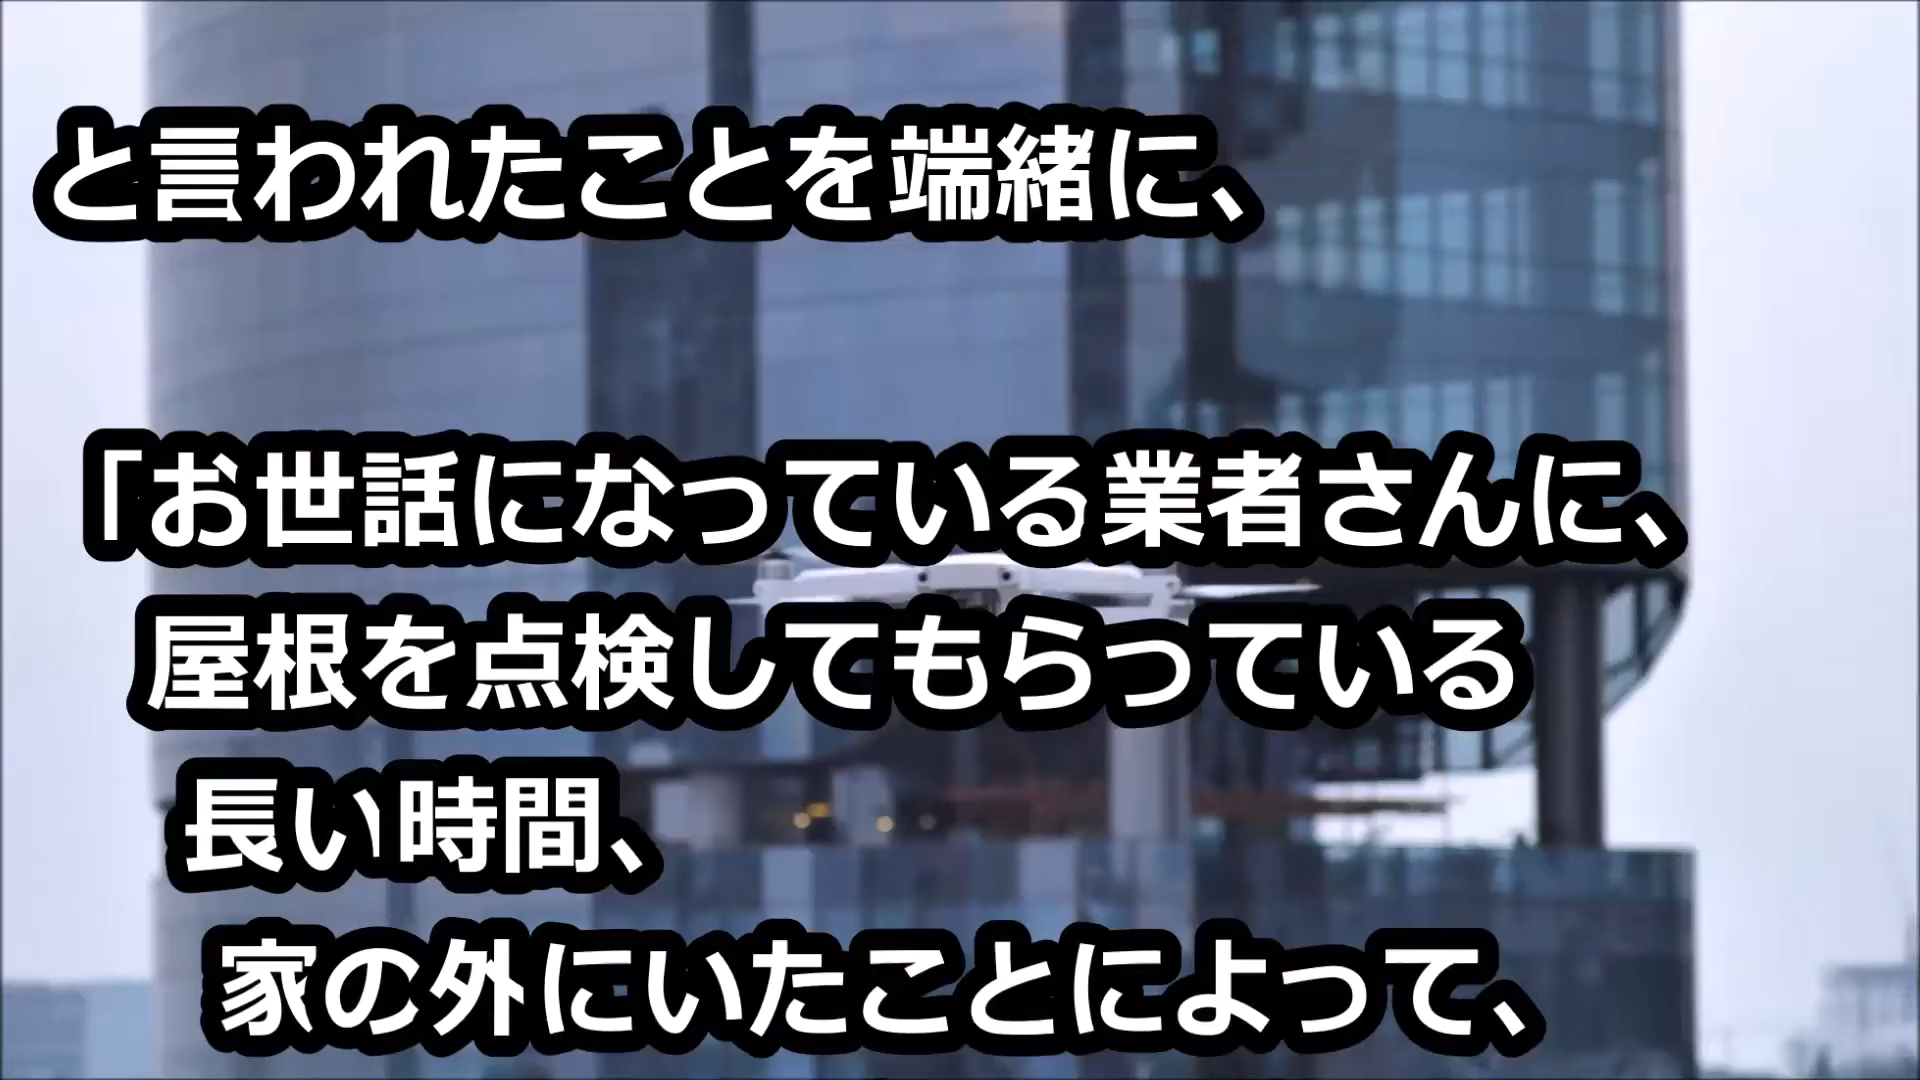 と言われたことを端緒に、
「お世話になっている業者さんに、
屋根を点検してもらっている
長い時間、
家の外にいたことによって、